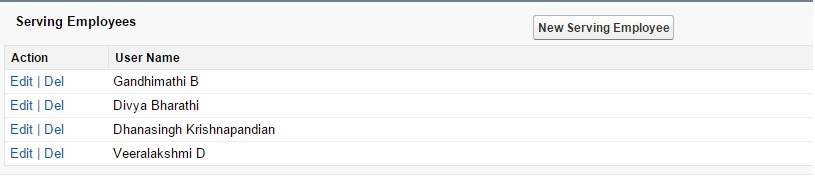 Serving Employees New Serving Employee
Action User Name
Edit | Del Gandhimathi B
Edit | Del Divya Bharathi
Edit | Del Dhanasingh Krishnapandian
Edit | Del Veeralakshmi D